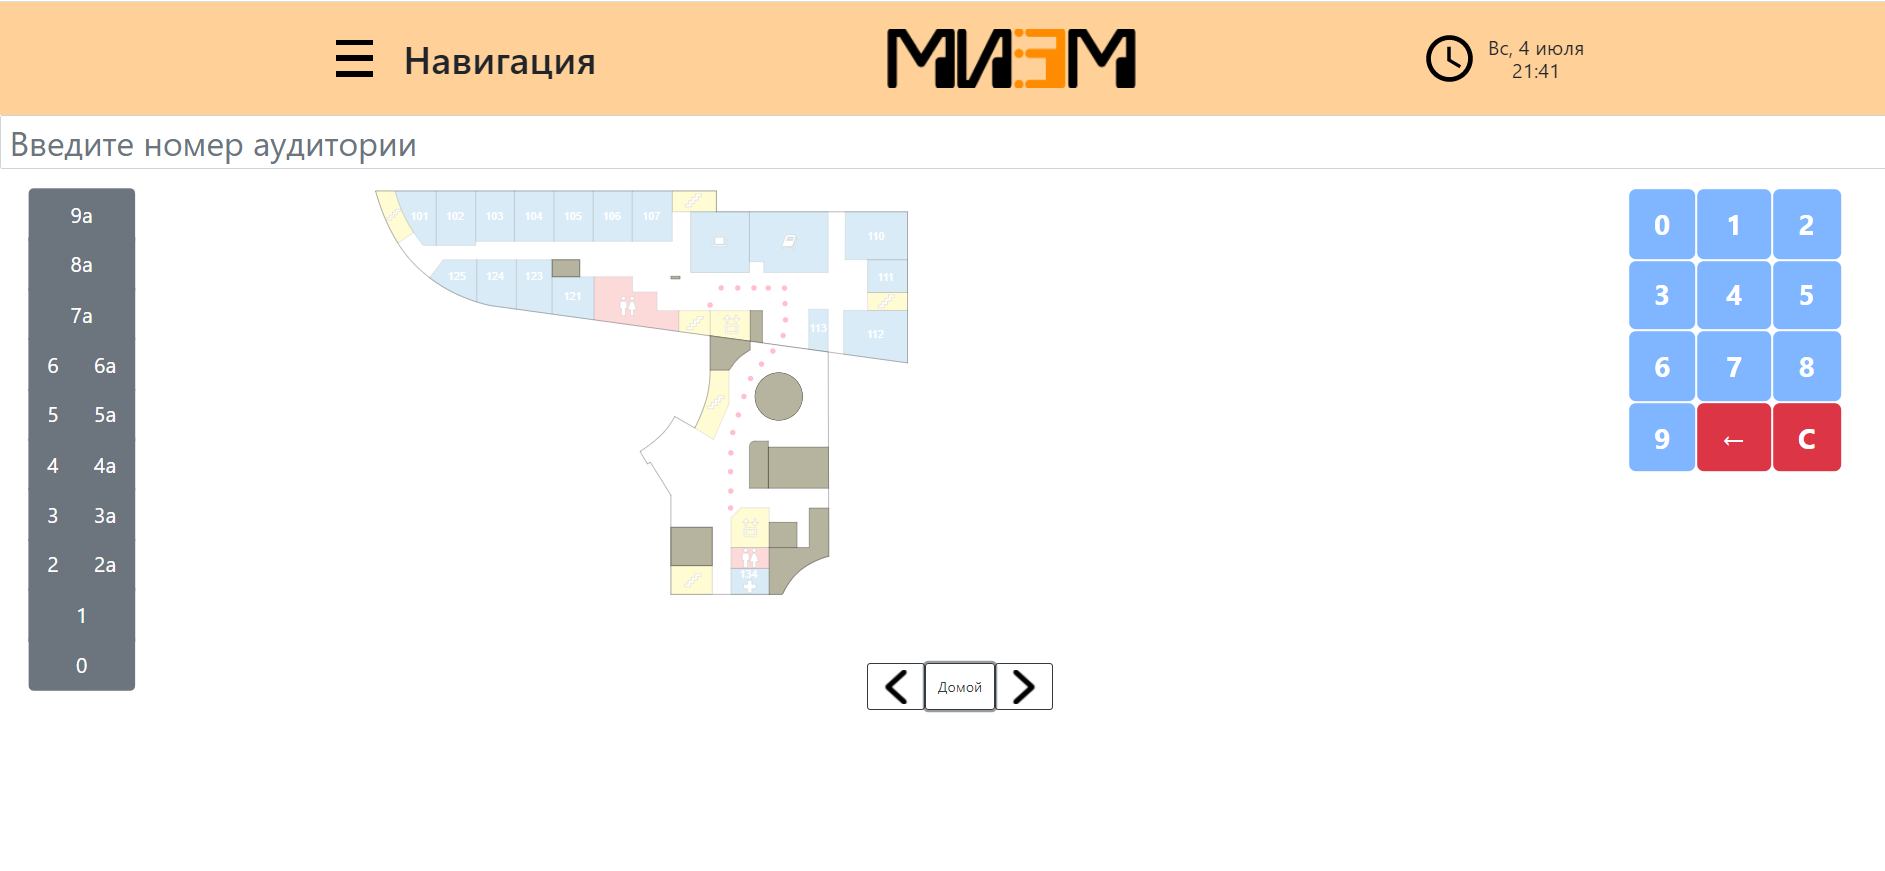 Навигация
МИЭМ
Вс, 4 июля
21:41
Введите номер аудитории
9а
8а
7а
6 6а
5 5а
4 4а
3 3а
2 2а
1
0
101 102 103 104 105 106 107
110
125 124 123
111
121
113
112
134
0 1 2
3 4 5
6 7 8
9 ← C
Домой